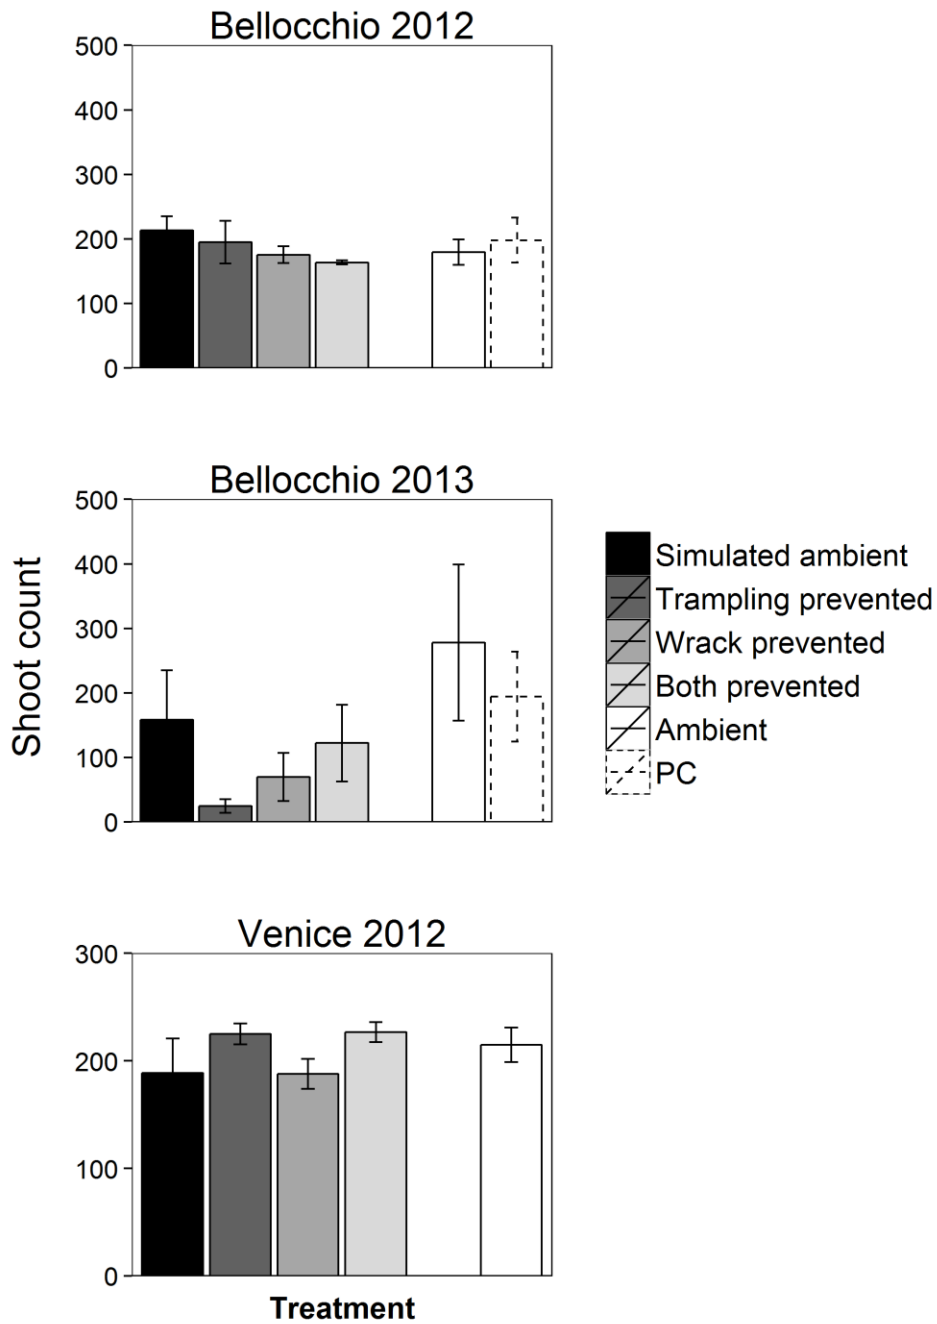 Bellocchio 2012
500
400
300
200
100
0
Bellocchio 2013
500
400
300
200
100
0
Shoot count
Simulated ambient
Trampling prevented
Wrack prevented
Both prevented
Ambient
PC
Venice 2012
300
200
100
0
Treatment